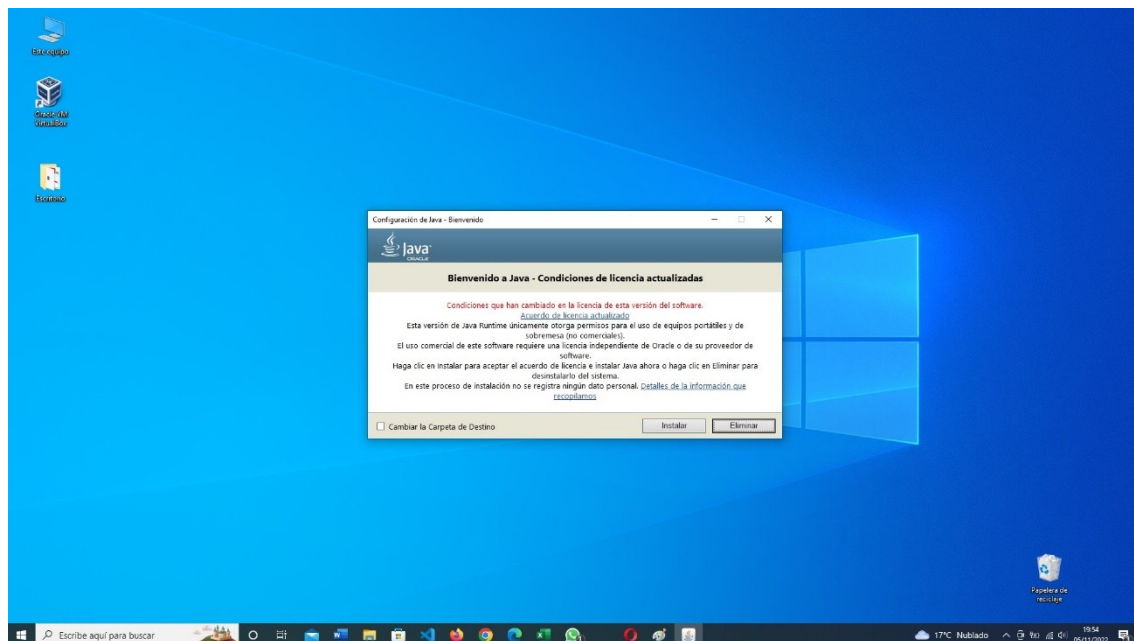 Este equipo
Oracle VM
VirtualBox
Escritorio
Configuración de Java - Bienvenido
Java
ORACLE
Bienvenido a Java - Condiciones de licencia actualizadas
Condiciones que han cambiado en la licencia de esta versión del software.
Acuerdo de licencia actualizado
Esta versión de Java Runtime únicamente otorga permisos para el uso de equipos portátiles y de
sobremesa (no comerciales).
El uso comercial de este software requiere una licencia independiente de Oracle o de su proveedor de
software.
Haga clic en Instalar para aceptar el acuerdo de licencia e instalar Java ahora o haga clic en Eliminar para
desinstalarlo del sistema.
En este proceso de instalación no se registra ningún dato personal. Detalles de la información que
recopilamos
Cambiar la Carpeta de Destino
Instalar
Eliminar
Papelera de
reciclaje
Escribe aquí para buscar
17°C Nublado
19:54
05/11/2022